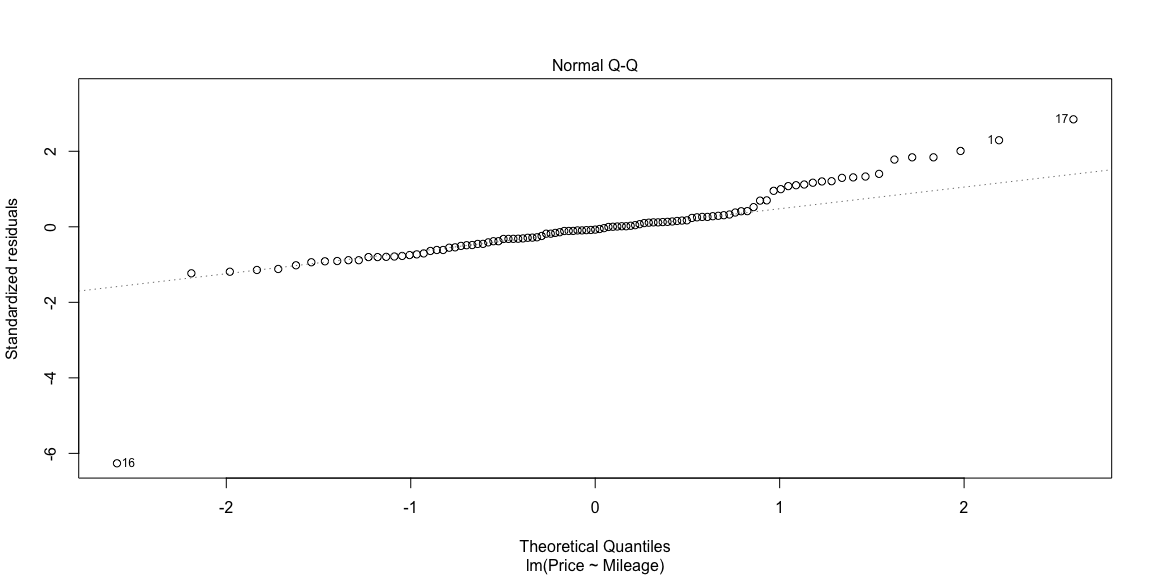 Normal Q-Q
17
1
2
0
-2
-4
-6
16
Standardized residuals
-2 -1 0 1 2
Theoretical Quantiles
lm(Price ~ Mileage)